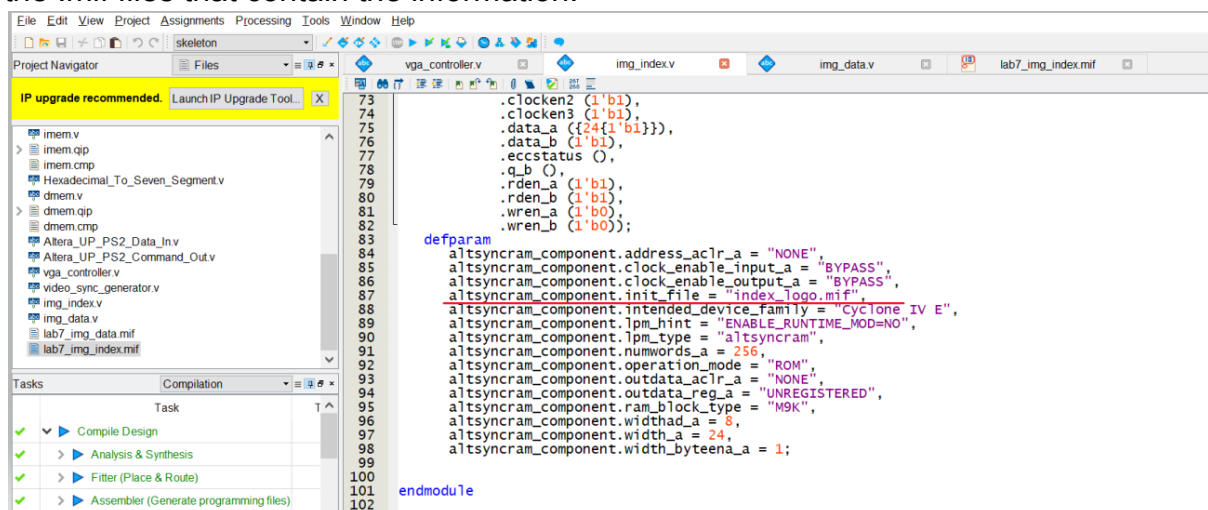 the .mif files that contain the information.
File Edit View Project Assignments Processing Tools Window Help
skeleton
Project Navigator Files
vga_controller.v img_index.v img_data.v lab7_img_index.mif
IP upgrade recommended. Launch IP Upgrade Tool... X
imem.v
imem.qip
imem.cmp
Hexadecimal_To_Seven_Segment.v
dmem.v
dmem.qip
dmem.cmp
Altera_UP_PS2_Data_In.v
Altera_UP_PS2_Command_Out.v
vga_controller.v
video_sync_generator.v
img_index.v
img_data.v
lab7_img_data.mif
lab7_img_index.mif
Tasks Compilation
Task T
Compile Design
Analysis & Synthesis
Fitter (Place & Route)
Assembler (Generate programming files)
73 .clocken2 (1'b1),
74 .clocken3 (1'b1),
75 .data_a ({24{1'b1}}),
76 .data_b (1'b1),
77 .eccstatus (),
78 .q_b (),
79 .rden_a (1'b1),
80 .rden_b (1'b1),
81 .wren_a (1'b0),
82 .wren_b (1'b0));
83 defparam
84 altsyncram_component.address_aclr_a = "NONE",
85 altsyncram_component.clock_enable_input_a = "BYPASS",
86 altsyncram_component.clock_enable_output_a = "BYPASS",
87 altsyncram_component.init_file = "index_logo.mif",
88 altsyncram_component.intended_device_family = "Cyclone IV E",
89 altsyncram_component.lpm_hint = "ENABLE_RUNTIME_MOD=NO",
90 altsyncram_component.lpm_type = "altsyncram",
91 altsyncram_component.numwords_a = 256,
92 altsyncram_component.operation_mode = "ROM",
93 altsyncram_component.outdata_aclr_a = "NONE",
94 altsyncram_component.outdata_reg_a = "UNREGISTERED",
95 altsyncram_component.ram_block_type = "M9K",
96 altsyncram_component.widthad_a = 8,
97 altsyncram_component.width_a = 24,
98 altsyncram_component.width_byteena_a = 1;
99
100
101 endmodule
102